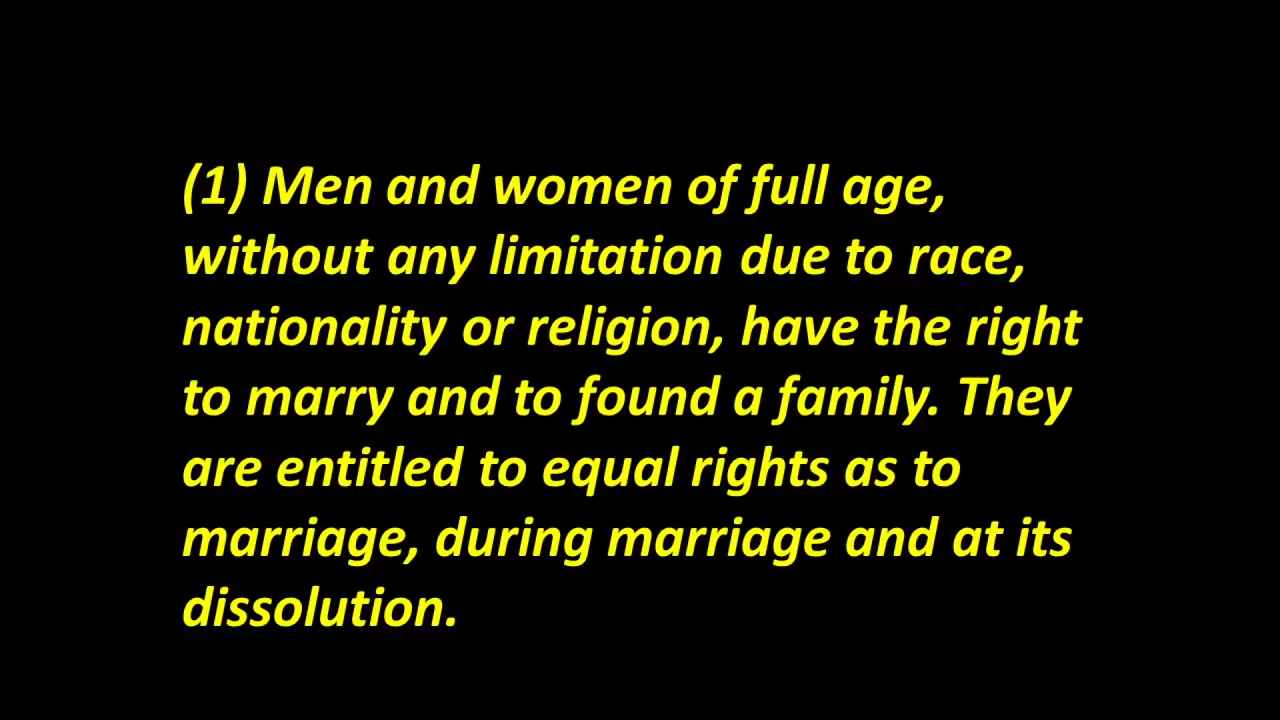 (1) Men and women of full age,
without any limitation due to race,
nationality or religion, have the right
to marry and to found a family. They
are entitled to equal rights as to
marriage, during marriage and at its
dissolution.